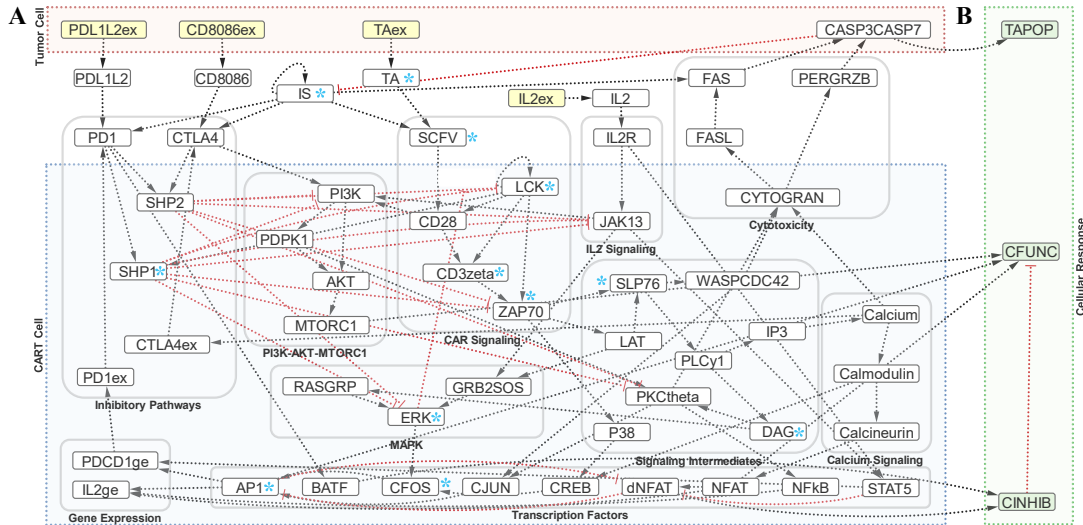 A
B
Tumor Cell
PDL1L2ex
CD8086ex
TAex
CASP3CASP7
TAPOP
PDL1L2
CD8086
TA *
FAS
PERGRZB
IS *
IL2ex
IL2
PD1
CTLA4
SCFV *
IL2R
FASL
LCK *
PI3K
SHP2
CYTOGRAN
Cytotoxicity
CD28
JAK13
IL2 Signaling
PDPK1
CFUNC
SHP1 *
CD3zeta *
AKT
* SLP76
WASPCDC42
ZAP70 *
Calcium
MTORC1
IP3
CAR Signaling
LAT
CTLA4ex
PI3K-AKT-MTORC1
PLCy1
Calmodulin
PD1ex
RASGRP
GRB2SOS
PKCtheta
Inhibitory Pathways
ERK *
MAPK
P38
DAG *
Calcineurin
Signaling Intermediates
Calcium Signaling
PDCD1ge
IL2ge
AP1 *
BATF
CFOS *
CJUN
CREB
dNFAT
NFAT
NFkB
STAT5
CINHIB
Gene Expression
Transcription Factors
CART Cell
Cellular Response